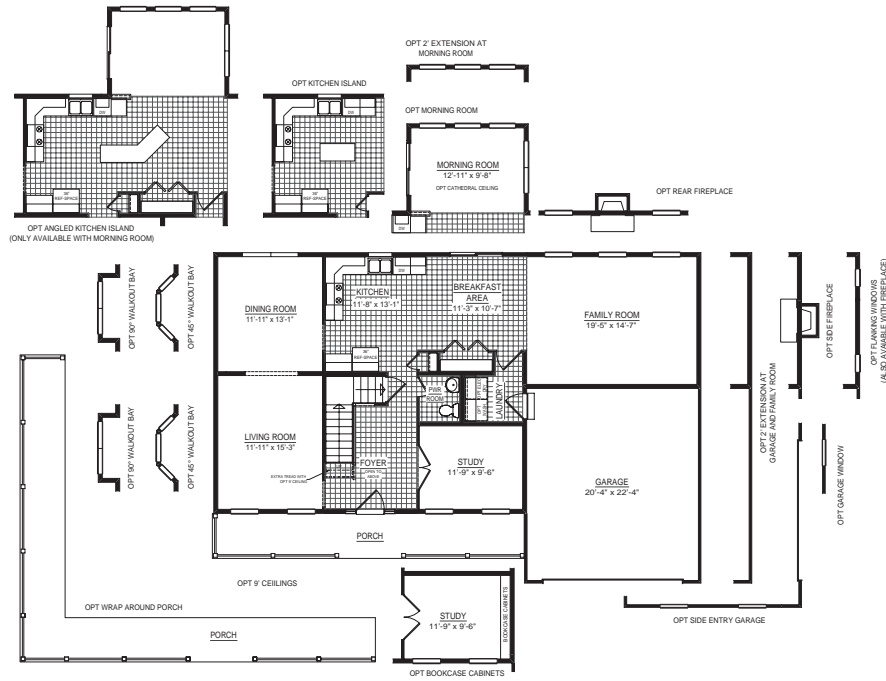 OPT 2' EXTENSION AT
MORNING ROOM
OPT KITCHEN ISLAND
OPT MORNING ROOM
DW
DW
MORNING ROOM
12'-11" x 9'-8"
OPT CATHEDRAL CEILING
36"
REF-SPACE
36"
REF-SPACE
DW
OPT REAR FIREPLACE
OPT ANGLED KITCHEN ISLAND
(ONLY AVAILABLE WITH MORNING ROOM)
OPT 90° WALKOUT BAY
OPT 45° WALKOUT BAY
DINING ROOM
11'-11" x 13'-1"
KITCHEN
11'-8" x 13'-1"
DW
BREAKFAST
AREA
11'-3" x 10'-7"
36"
REF-SPACE
FAMILY ROOM
19'-5" x 14'-7"
OPT SIDE FIREPLACE
OPT FLANKING WINDOWS
(ALSO AVAIABLE WITH FIREPLACE)
OPT 2' EXTENSION AT
GARAGE AND FAMILY ROOM
PWR
ROOM
LAUNDRY
OPT 90° WALKOUT BAY
OPT 45° WALKOUT BAY
LIVING ROOM
11'-11" x 15'-3"
FOYER
OPEN TO
ABOVE
EXTRA TREAD WITH
OPT 9' CEILING
STUDY
11'-9" x 9'-6"
GARAGE
20'-4" x 22'-4"
OPT GARAGE WINDOW
PORCH
OPT 9' CEIILINGS
OPT WRAP AROUND PORCH
PORCH
STUDY
11'-9" x 9'-6"
BOOKCASE CABINETS
OPT BOOKCASE CABINETS
OPT SIDE ENTRY GARAGE